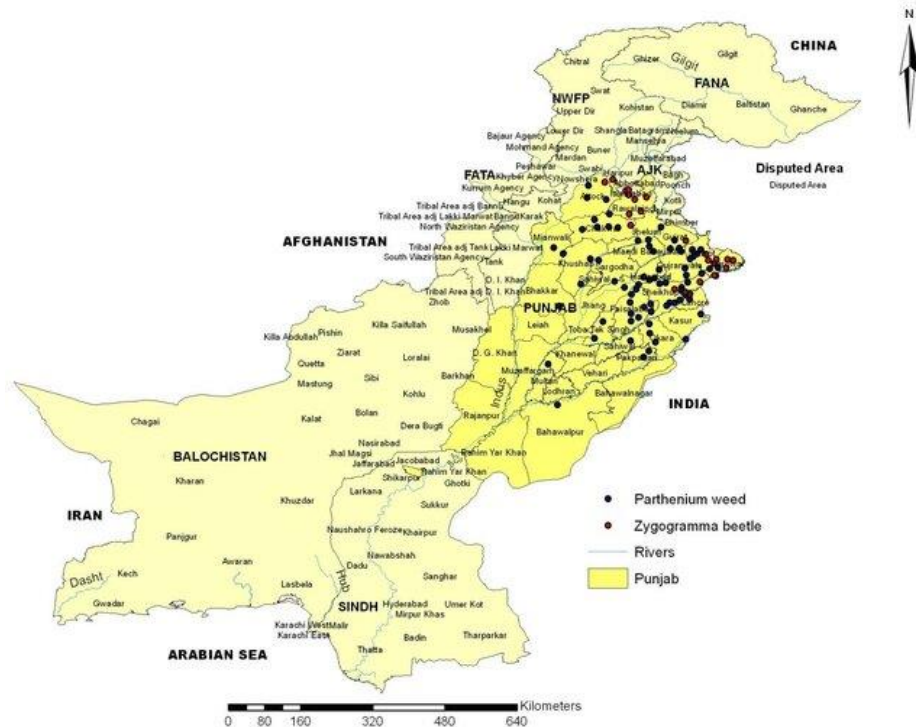 N
CHINA
Ghizer
Gilgit
Gilgit
Chitral
FANA
Swat
NWFP
Upper Dir
Kohistan
Diamir
Baltistan
Ghanche
Lower Dir
Shangla
Bajaur Agency
Buner
Mansehra
Mohmand Agency
Mardan
Muzaffarabad
Peshawar
Swabi
Haripur
AJK
Bagh
Disputed Area
Disputed Area
FATA
Khyber Agency
Nowshera
Poonch
Kurrum Agency
Hangu
Kohat
Kotli
Tribal Area adj Bannu
Tribal Area adj Lakki Marwat
Bannu
Karak
North Waziristan Agency
AFGHANISTAN
Mianwali
Tribal Area adj Tank
Lakki Marwat
South Waziristan Agency
Tank
Khushab
Sargodha
D. I. Khan
Tribal Area adj D. I. Khan
Bhakkar
Zhob
PUNJAB
Jhang
Killa Saifullah
Musakhel
Leiah
Kasur
Killa Abdullah
Pishin
Toba Tek Singh
Ziarat
Loralai
D. G. Khan
Khanewal
Sahiwal
Quetta
Sibi
Barkhan
Muzaffargarh
Vehari
Mastung
Multan
Kohlu
Indus
Lodhran
Bahawalnagar
INDIA
Chagai
Kalat
Bolan
Rajanpur
Dera Bugti
Bahawalpur
Nasirabad
BALOCHISTAN
Jhal Magsi
Rahim Yar Khan
Jaffarabad
Jacobabad
Rahim Yar Khan
Kharan
Shikarpur
Ghotki
Larkana
Khuzdar
Sukkur
Parthenium weed
IRAN
Naushahro Feroze
Khairpur
Zygogramma beetle
Panjgur
Nawabshah
Rivers
Awaran
Dadu
Sanghar
Punjab
Dasht
Kech
Lasbela
Hub
Gwadar
SINDH
Hyderabad
Umer Kot
Mirpur Khas
Karachi West
Malir
Karachi East
Badin
Tharparkar
ARABIAN SEA
Thatta
Kilometers
0 80 160 320 480 640